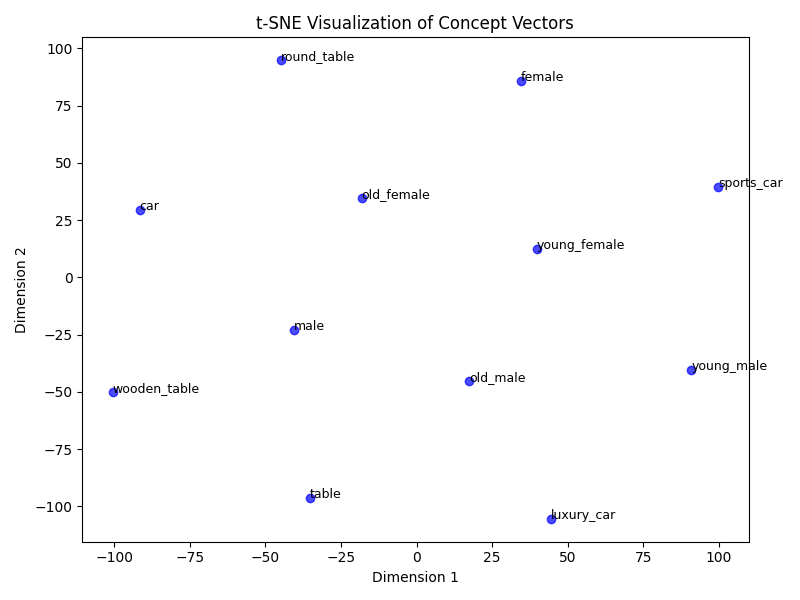 t-SNE Visualization of Concept Vectors
100
75
50
25
0
−25
−50
−75
−100
Dimension 2
round_table
female
sports_car
old_female
car
young_female
male
young_male
old_male
wooden_table
table
luxury_car
−100 −75 −50 −25 0 25 50 75 100
Dimension 1